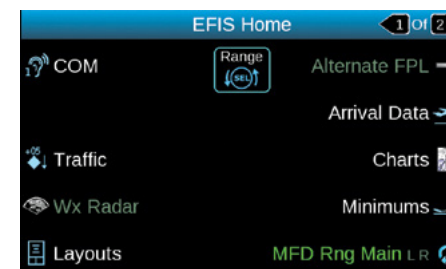 EFIS Home
1 Of 2
COM
Range
SEL
Alternate FPL
Arrival Data
+05
Traffic
Charts
Wx Radar
Minimums
Layouts
MFD Rng Main L R